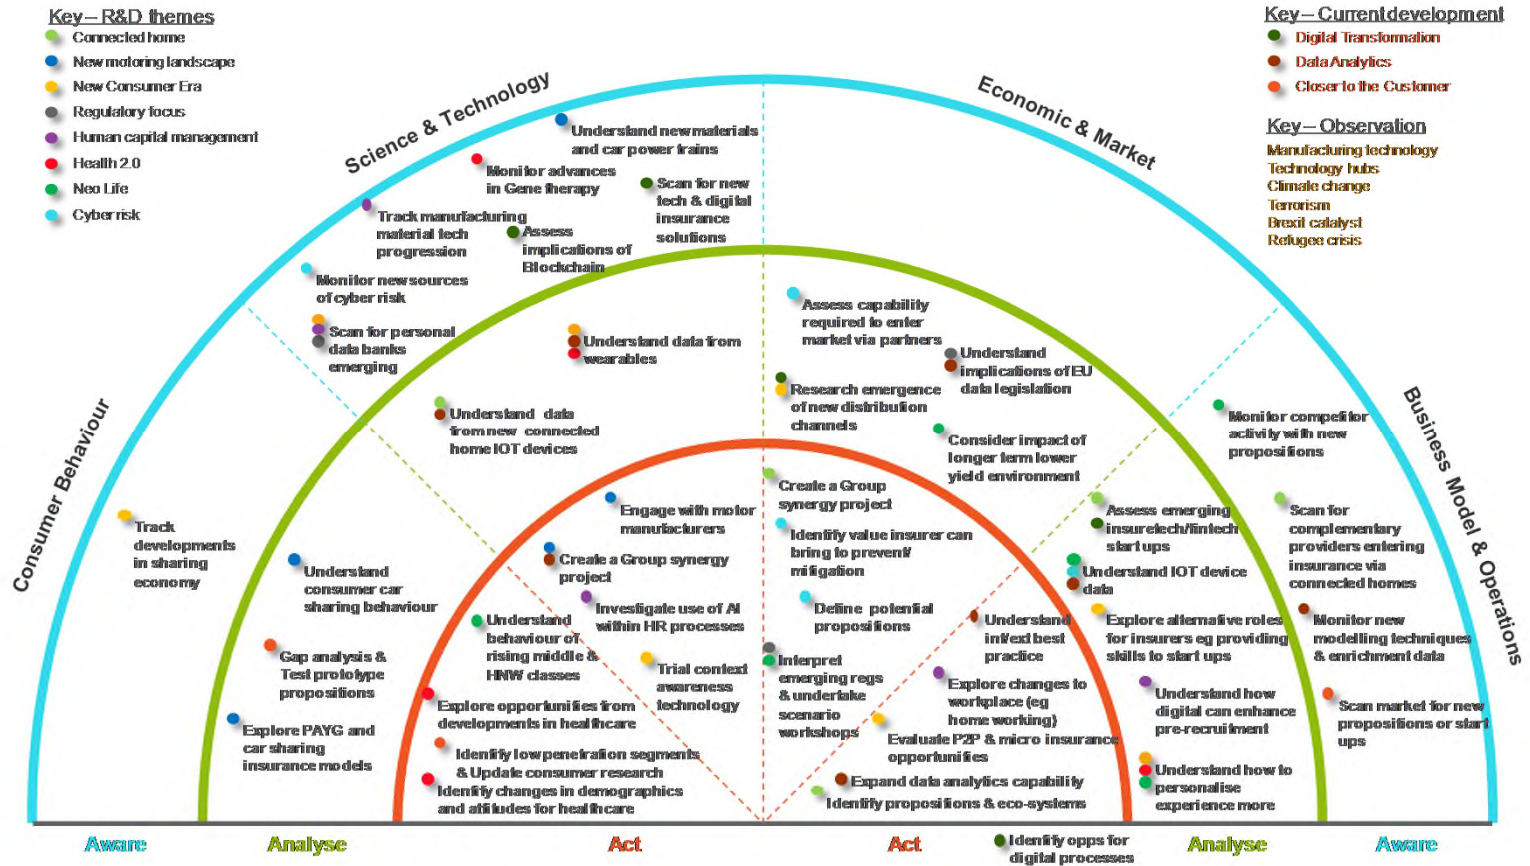 Key – R&D themes
Connected home
New motoring landscape
New Consumer Era
Regulatory focus
Human capital management
Health 2.0
Neo Life
Cyber risk
Key – Current development
Digital Transformation
Data Analytics
Closer to the Customer
Key – Observation
Manufacturing technology
Technology hubs
Climate change
Terrorism
Brexit catalyst
Refugee crisis
Consumer Behaviour
Science & Technology
Economic & Market
Business Model & Operations
Understand new materials
and car power trains
Monitor advances
in Gene therapy
Scan for new
tech & digital
insurance
solutions
Track manufacturing
material tech
progression
Assess
implications of
Blockchain
Monitor new sources
of cyber risk
Scan for personal
data banks
emerging
Understand data from
wearables
Understand data
from new connected
home IOT devices
Assess capability
required to enter
market via partners
Understand
implications of EU
data legislation
Research emergence
of new distribution
channels
Consider impact of
longer term lower
yield environment
Monitor competitor
activity with new
propositions
Track
developments
in sharing
economy
Understand
consumer car
sharing behaviour
Gap analysis &
Test prototype
propositions
Explore PAYG and
car sharing
insurance models
Engage with motor
manufacturers
Create a Group synergy
project
Investigate use of AI
within HR processes
Understand
behaviour of
rising middle &
HNW classes
Trial context
awareness
technology
Explore opportunities from
developments in healthcare
Identify low penetration segments
& Update consumer research
Identify changes in demographics
and attitudes for healthcare
Create a Group
synergy project
Identify value insurer can
bring to prevent/
mitigation
Define potential
propositions
Interpret
emerging regs
& undertake
scenario
workshops
Understand
int/ext best
practice
Explore changes to
workplace (eg
home working)
Evaluate P2P & micro insurance
opportunities
Expand data analytics capability
Identify propositions & eco-systems
Assess emerging
insuretech/fintech
start ups
Understand IOT device
data
Explore alternative roles
for insurers eg providing
skills to start ups
Understand how
digital can enhance
pre-recruitment
Understand how to
personalise
experience more
Scan for
complementary
providers entering
insurance via
connected homes
Monitor new
modelling techniques
& enrichment data
Scan market for new
propositions or start
ups
Aware
Analyse
Act
Act
Identify opps for
digital processes
Analyse
Aware